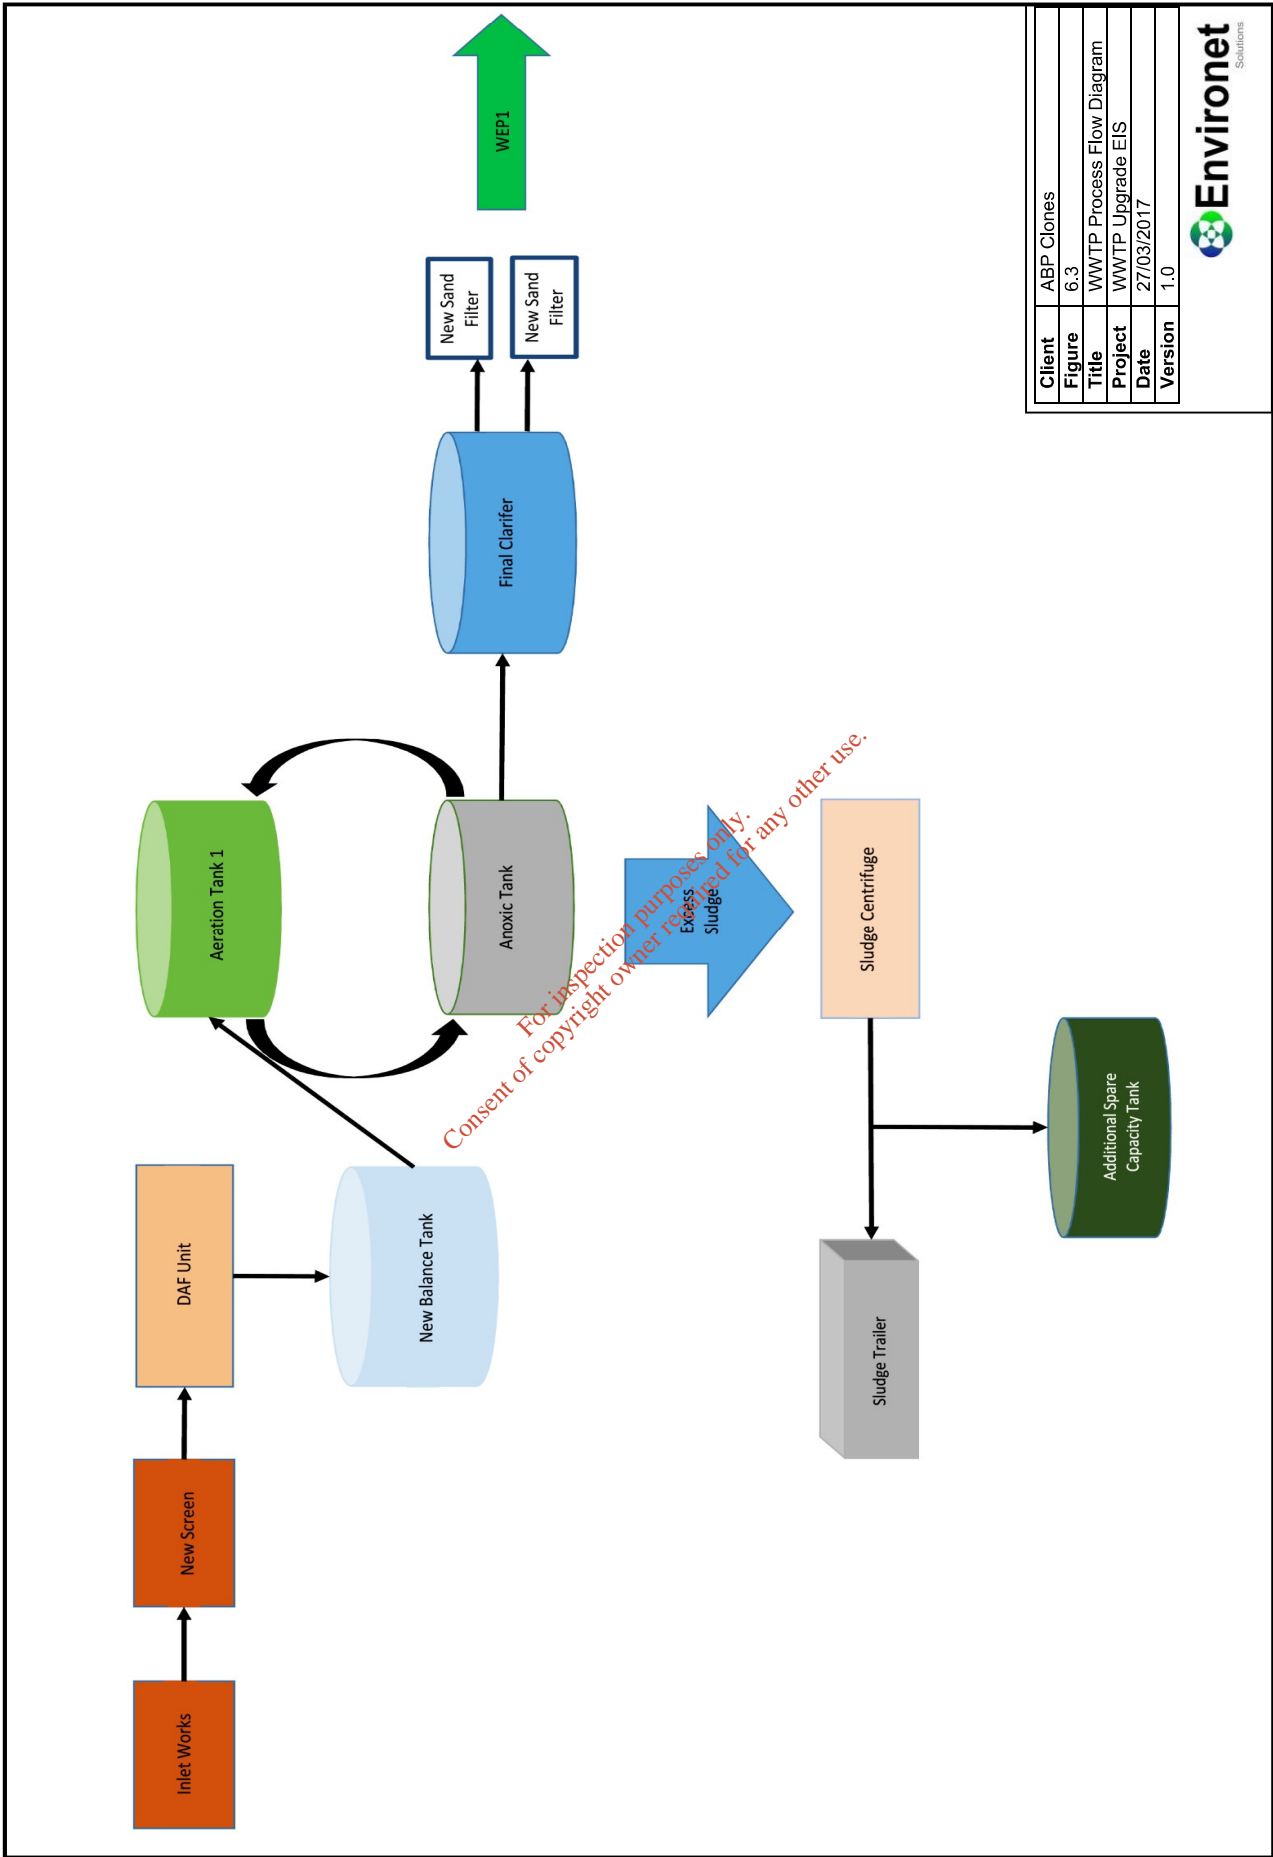 Inlet Works
New Screen
DAF Unit
New Balance Tank
Aeration Tank 1
Anoxic Tank
Final Clarifer
New Sand
Filter
New Sand
Filter
WEP1
Excess
Sludge
Sludge Centrifuge
Sludge Trailer
Additional Spare
Capacity Tank
For inspection purposes only.
Consent of copyright owner required for any other use.
Client ABP Clones
Figure 6.3
Title WWTP Process Flow Diagram
Project WWTP Upgrade EIS
Date 27/03/2017
Version 1.0
Environet
Solutions